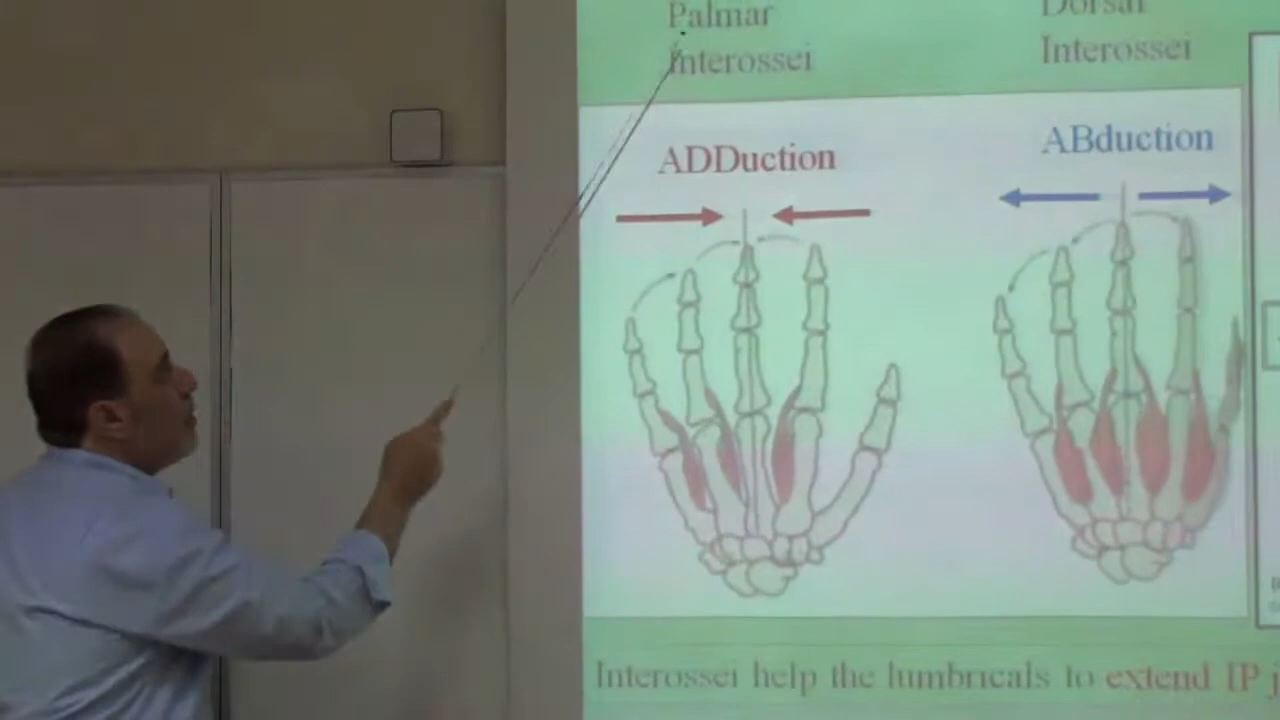 Palmar
Interossei
Dorsal
Interossei
ADDuction
ABduction
Interossei help the lumbricals to extend IP j